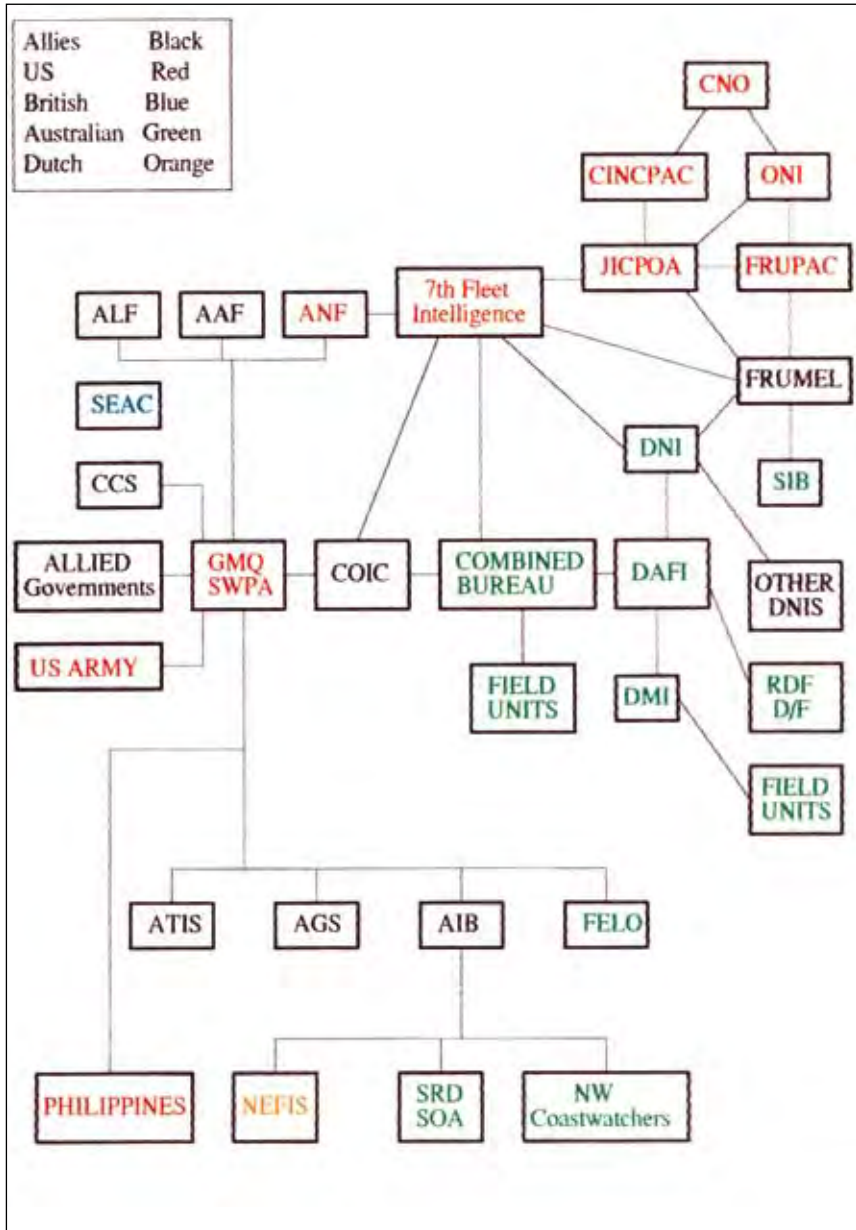 Allies Black
US Red
British Blue
Australian Green
Dutch Orange
CNO
CINCPAC
ONI
JICPOA
FRUPAC
7th Fleet
Intelligence
ALF
AAF
ANF
FRUMEL
SEAC
DNI
SIB
CCS
ALLIED
Governments
GMQ
SWPA
COIC
COMBINED
BUREAU
DAFI
OTHER
DNIS
US ARMY
FIELD
UNITS
DMI
RDF
D/F
FIELD
UNITS
ATIS
AGS
AIB
FELO
PHILIPPINES
NEFIS
SRD
SOA
NW
Coastwatchers